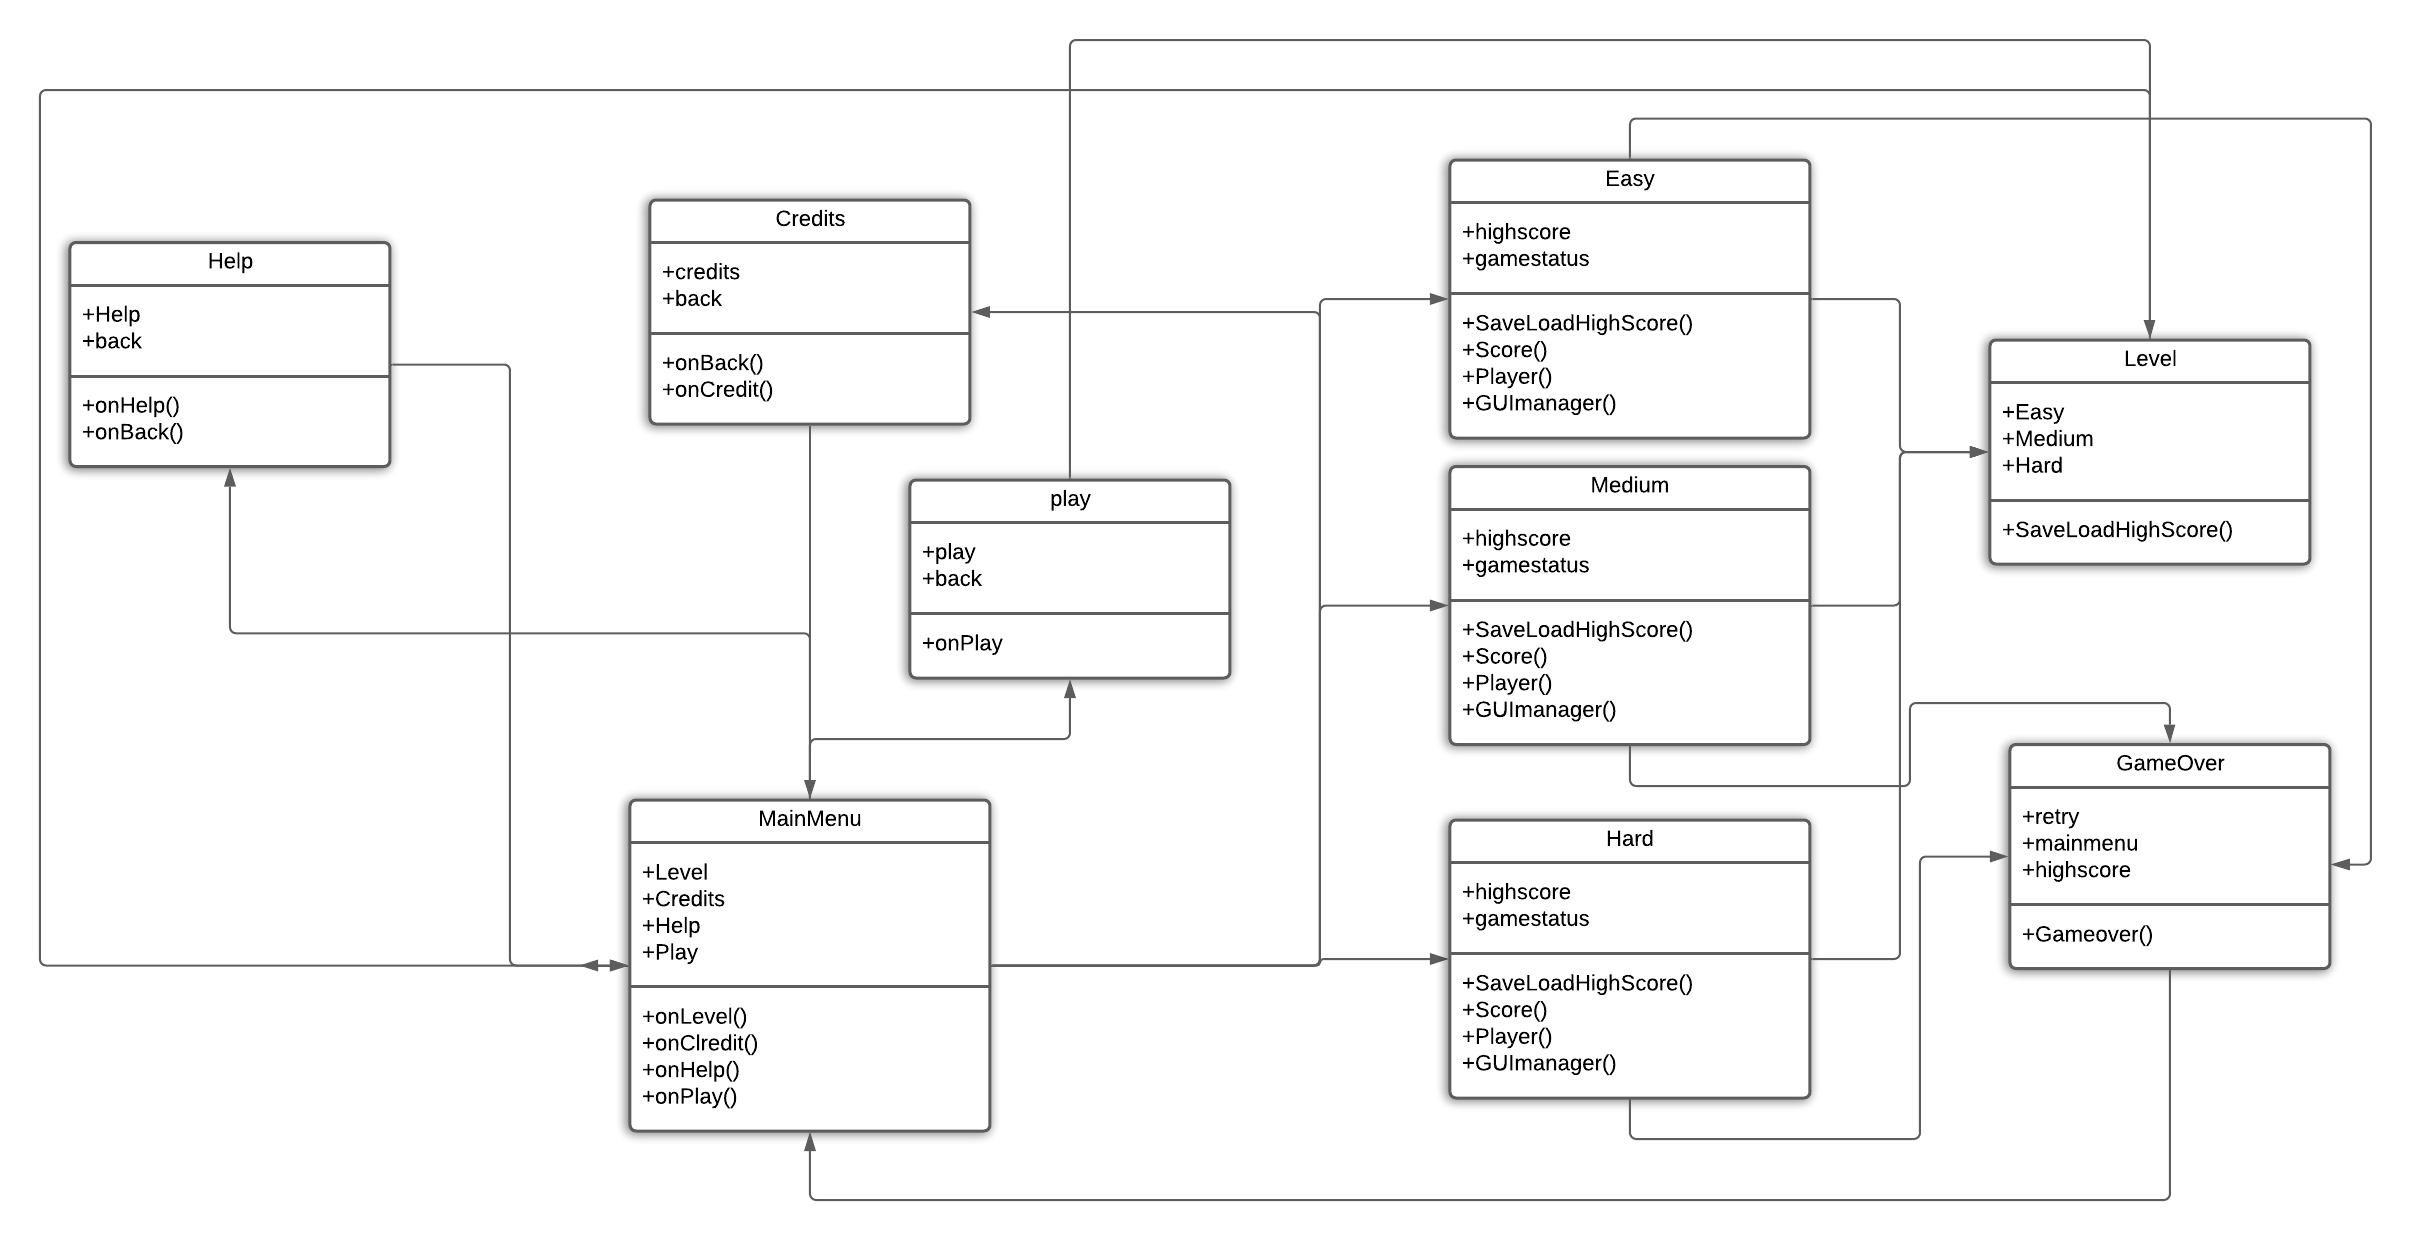 Help
+Help
+back
+onHelp()
+onBack()
Credits
+credits
+back
+onBack()
+onCredit()
play
+play
+back
+onPlay
MainMenu
+Level
+Credits
+Help
+Play
+onLevel()
+onClredit()
+onHelp()
+onPlay()
Easy
+highscore
+gamestatus
+SaveLoadHighScore()
+Score()
+Player()
+GUImanager()
Medium
+highscore
+gamestatus
+SaveLoadHighScore()
+Score()
+Player()
+GUImanager()
Hard
+highscore
+gamestatus
+SaveLoadHighScore()
+Score()
+Player()
+GUImanager()
Level
+Easy
+Medium
+Hard
+SaveLoadHighScore()
GameOver
+retry
+mainmenu
+highscore
+Gameover()